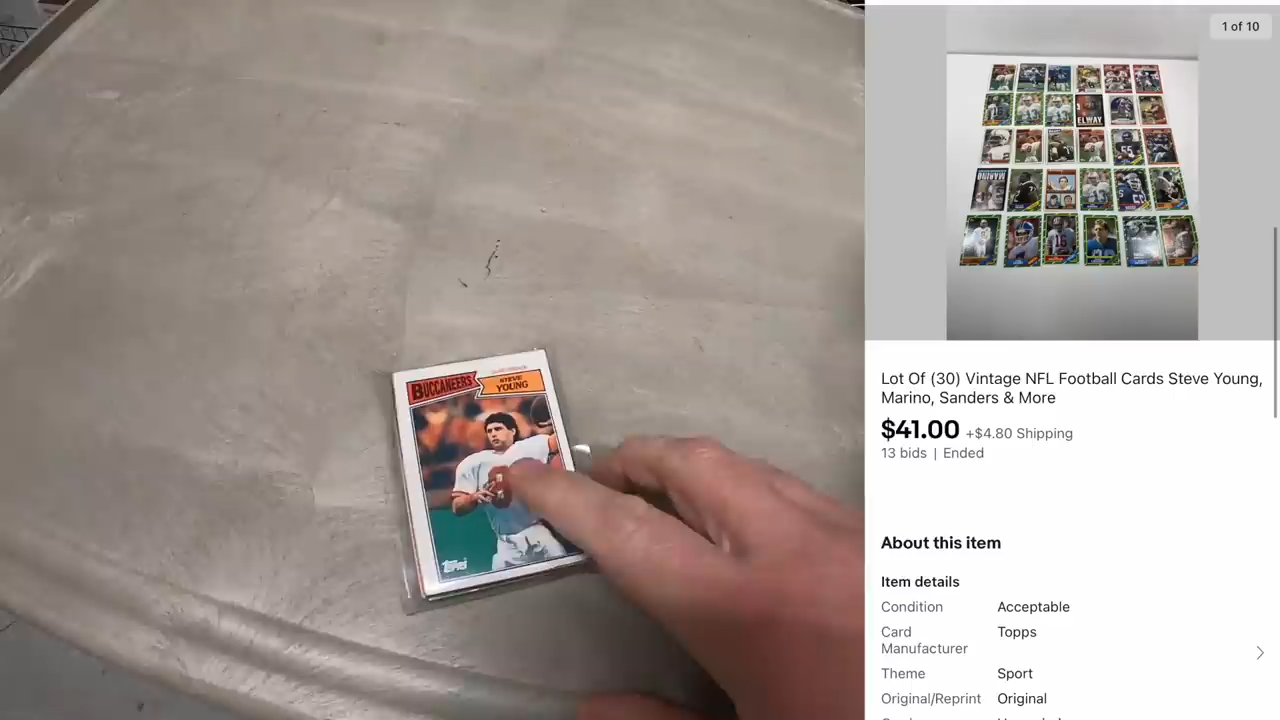 BUCCANEERS
STEVE
YOUNG
Topps
1 of 10
ELWAY
MARINO
55
Lot Of (30) Vintage NFL Football Cards Steve Young,
Marino, Sanders & More
$41.00 +$4.80 Shipping
13 bids | Ended
About this item
Item details
Condition Acceptable
Card Topps
Manufacturer
Theme Sport
Original/Reprint Original